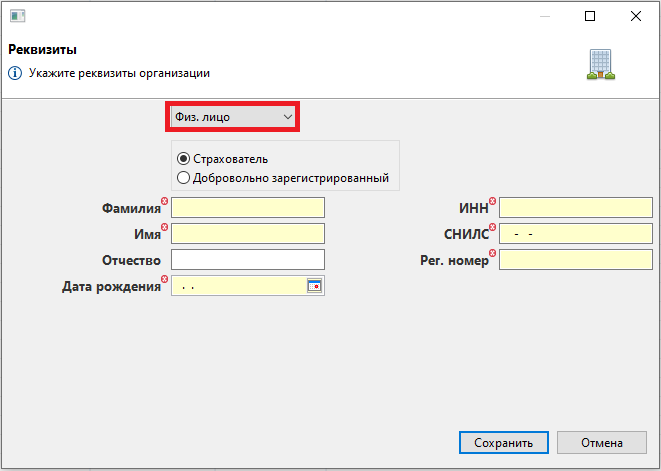 Реквизиты
Укажите реквизиты организации
Физ. лицо
Страхователь
Добровольно зарегистрированный
Фамилия
ИНН
Имя
СНИЛС - -
Отчество
Рег. номер
Дата рождения . .
Сохранить
Отмена